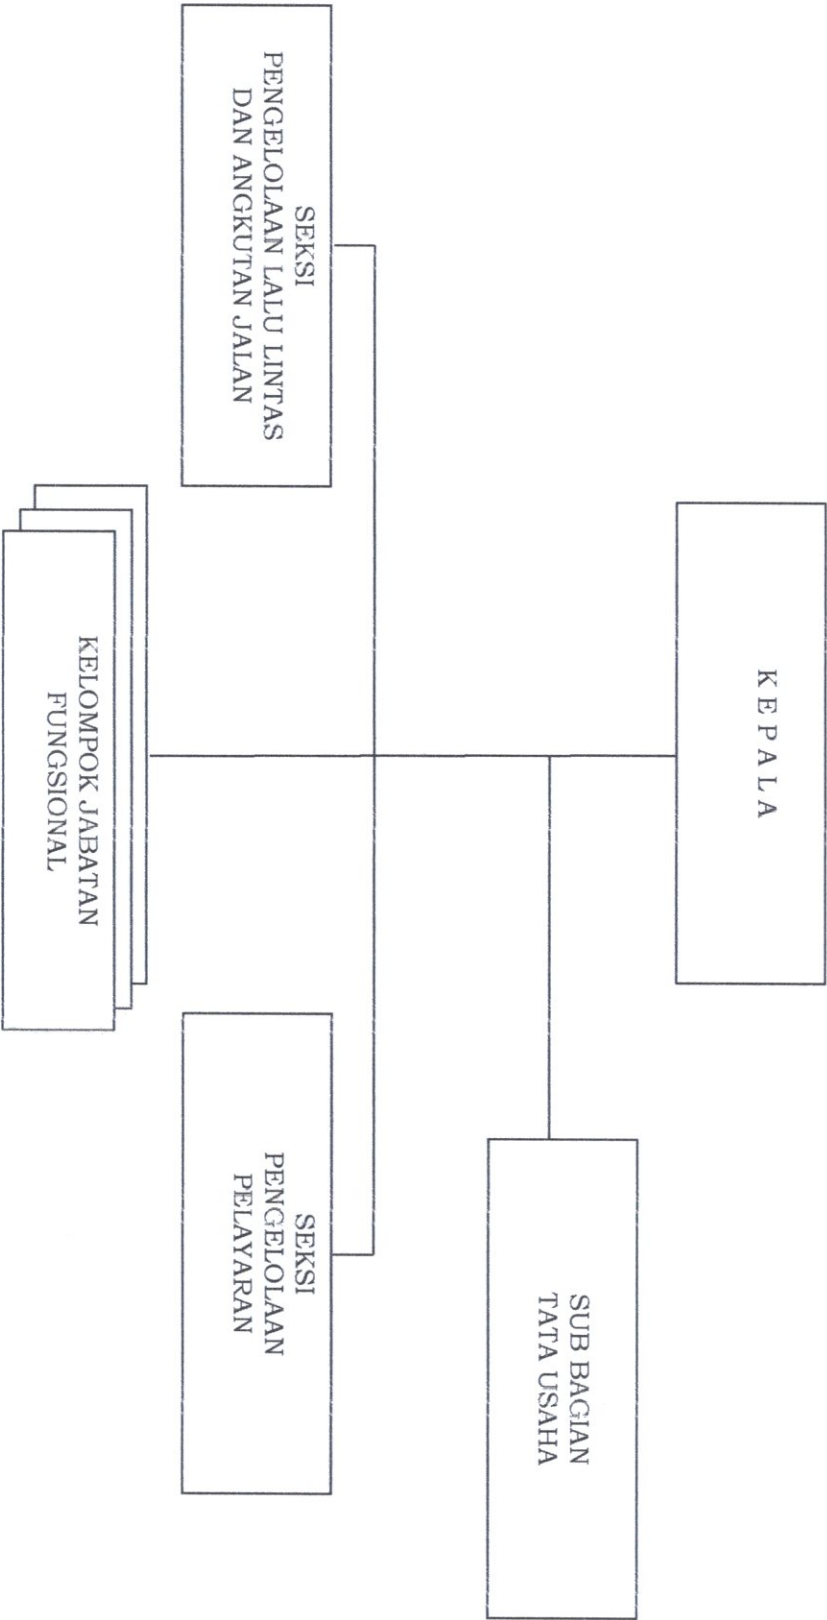 K E P A L A
SUB BAGIAN
TATA USAHA
SEKSI
PENGELOLAAN LALU LINTAS
DAN ANGKUTAN JALAN
SEKSI
PENGELOLAAN
PELAYARAN
KELOMPOK JABATAN
FUNGSIONAL